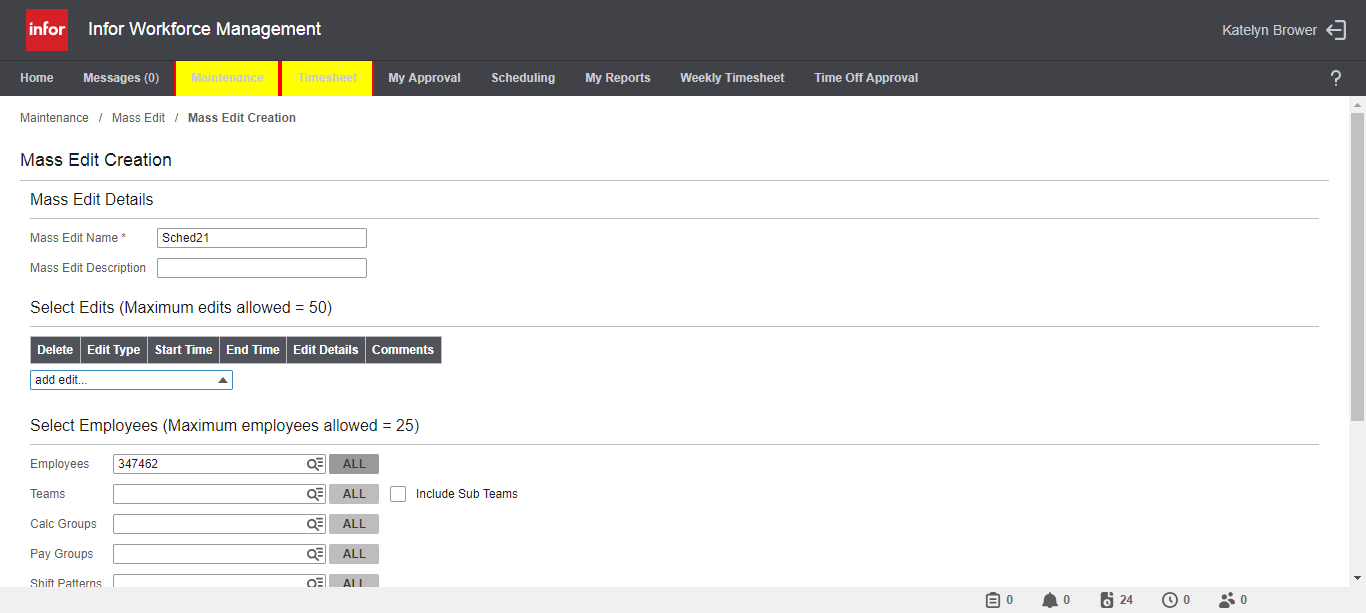 infor Infor Workforce Management Katelyn Brower
Home Messages (0) Maintenance Timesheet My Approval Scheduling My Reports Weekly Timesheet Time Off Approval ?
Maintenance / Mass Edit / Mass Edit Creation
Mass Edit Creation
Mass Edit Details
Mass Edit Name * Sched21
Mass Edit Description
Select Edits (Maximum edits allowed = 50)
Delete Edit Type Start Time End Time Edit Details Comments
add edit...
Select Employees (Maximum employees allowed = 25)
Employees 347462 ALL
Teams ALL Include Sub Teams
Calc Groups ALL
Pay Groups ALL
Shift Patterns ALL
0 0 24 0 0